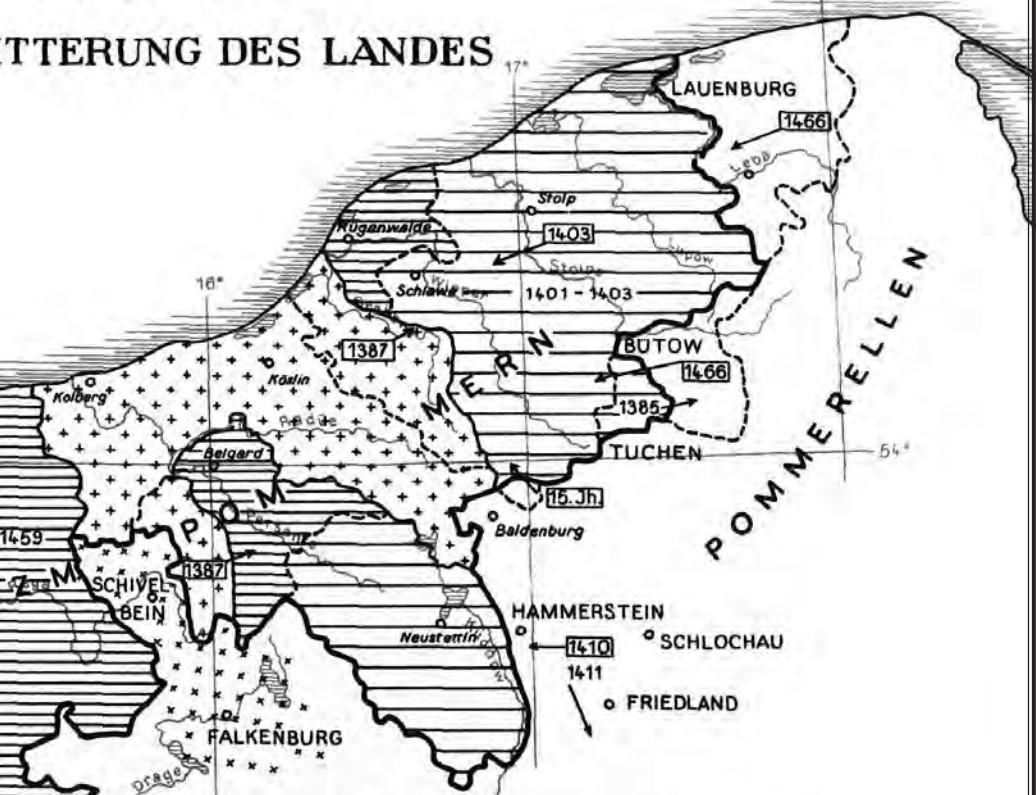 TTERUNG DES LANDES
17°
LAUENBURG
1466
Leba
Stolp
Rügenwalde
1403
Stolpe
Lupow
16°
Schlawe
Wipper
1401 - 1403
1387
BÜTOW
Köslin
1466
Kolberg
1385
Radüe
TUCHEN
54°
Belgard
15. Jh.
Baldenburg
Persante
1459
POMMERN
POMMERELLEN
SCHIVEL-
BEIN
1387
HAMMERSTEIN
Neustettin
Küddow
1410
SCHLOCHAU
1411
FRIEDLAND
FALKENBURG
Drage